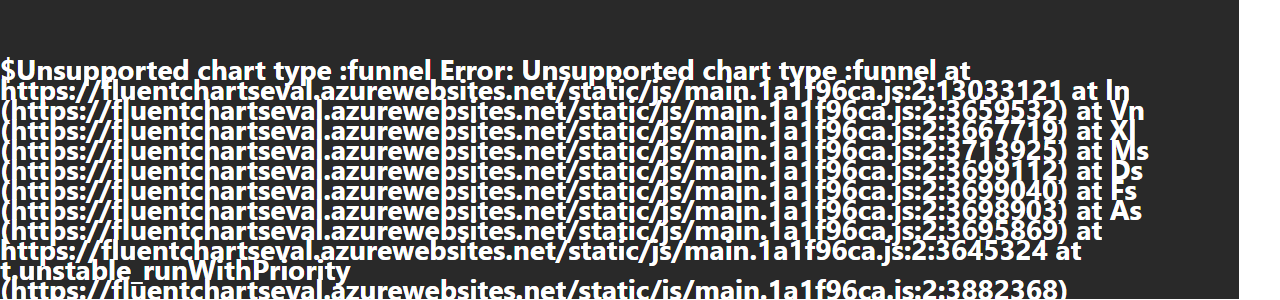 $Unsupported chart type :funnel Error: Unsupported chart type :funnel at
https://fluentchartseval.azurewebsites.net/static/js/main.1a1f96ca.js:2:13033121 at In
(https://fluentchartseval.azurewebsites.net/static/js/main.1a1f96ca.js:2:3659532) at Vn
(https://fluentchartseval.azurewebsites.net/static/js/main.1a1f96ca.js:2:3667719) at Xl
(https://fluentchartseval.azurewebsites.net/static/js/main.1a1f96ca.js:2:3713925) at Ms
(https://fluentchartseval.azurewebsites.net/static/js/main.1a1f96ca.js:2:3699112) at Ds
(https://fluentchartseval.azurewebsites.net/static/js/main.1a1f96ca.js:2:3699040) at Fs
(https://fluentchartseval.azurewebsites.net/static/js/main.1a1f96ca.js:2:3698903) at As
(https://fluentchartseval.azurewebsites.net/static/js/main.1a1f96ca.js:2:3695869) at
https://fluentchartseval.azurewebsites.net/static/js/main.1a1f96ca.js:2:3645324 at
t.unstable_runWithPriority
(https://fluentchartseval.azurewebsites.net/static/js/main.1a1f96ca.js:2:3882368)